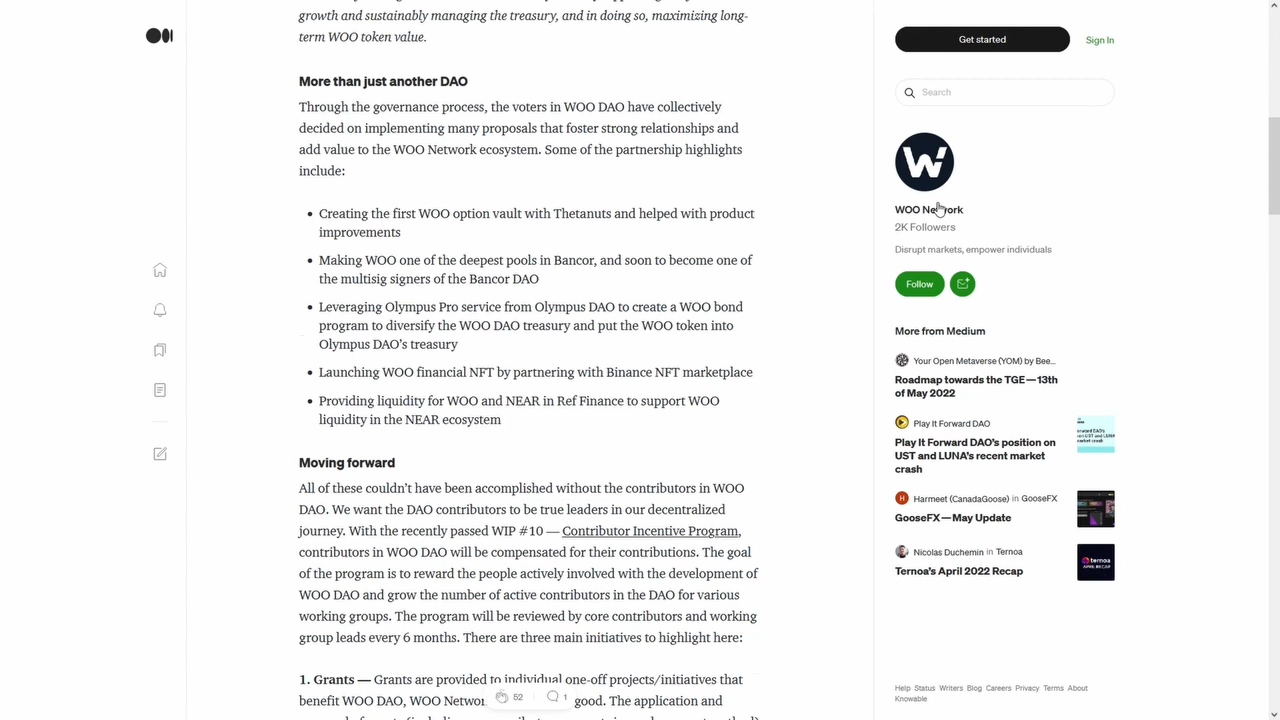 growth and sustainably managing the treasury, and in doing so, maximizing long-
term WOO token value.
More than just another DAO
Through the governance process, the voters in WOO DAO have collectively
decided on implementing many proposals that foster strong relationships and
add value to the WOO Network ecosystem. Some of the partnership highlights
include:
• Creating the first WOO option vault with Thetanuts and helped with product
improvements
• Making WOO one of the deepest pools in Bancor, and soon to become one of
the multisig signers of the Bancor DAO
• Leveraging Olympus Pro service from Olympus DAO to create a WOO bond
program to diversify the WOO DAO treasury and put the WOO token into
Olympus DAO’s treasury
• Launching WOO financial NFT by partnering with Binance NFT marketplace
• Providing liquidity for WOO and NEAR in Ref Finance to support WOO
liquidity in the NEAR ecosystem
Moving forward
All of these couldn’t have been accomplished without the contributors in WOO
DAO. We want the DAO contributors to be true leaders in our decentralized
journey. With the recently passed WIP #10 — Contributor Incentive Program,
contributors in WOO DAO will be compensated for their contributions. The goal
of the program is to reward the people actively involved with the development of
WOO DAO and grow the number of active contributors in the DAO for various
working groups. The program will be reviewed by core contributors and working
group leads every 6 months. There are three main initiatives to highlight here:
1. Grants — Grants are provided to individual one-off projects/initiatives that
benefit WOO DAO, WOO Networ good. The application and
52
1
Get started
Sign In
Search
W
WOO Network
2K Followers
Disrupt markets, empower individuals
Follow
More from Medium
Your Open Metaverse (YOM) by Bee...
Roadmap towards the TGE — 13th
of May 2022
Play It Forward DAO
Play It Forward DAO’s position on
UST and LUNA’s recent market
crash
H
Harmeet (CanadaGoose) in GooseFX
GooseFX — May Update
Nicolas Duchemin in Ternoa
Ternoa’s April 2022 Recap
ternoa
APRIL RECAP
Help Status Writers Blog Careers Privacy Terms About
Knowable